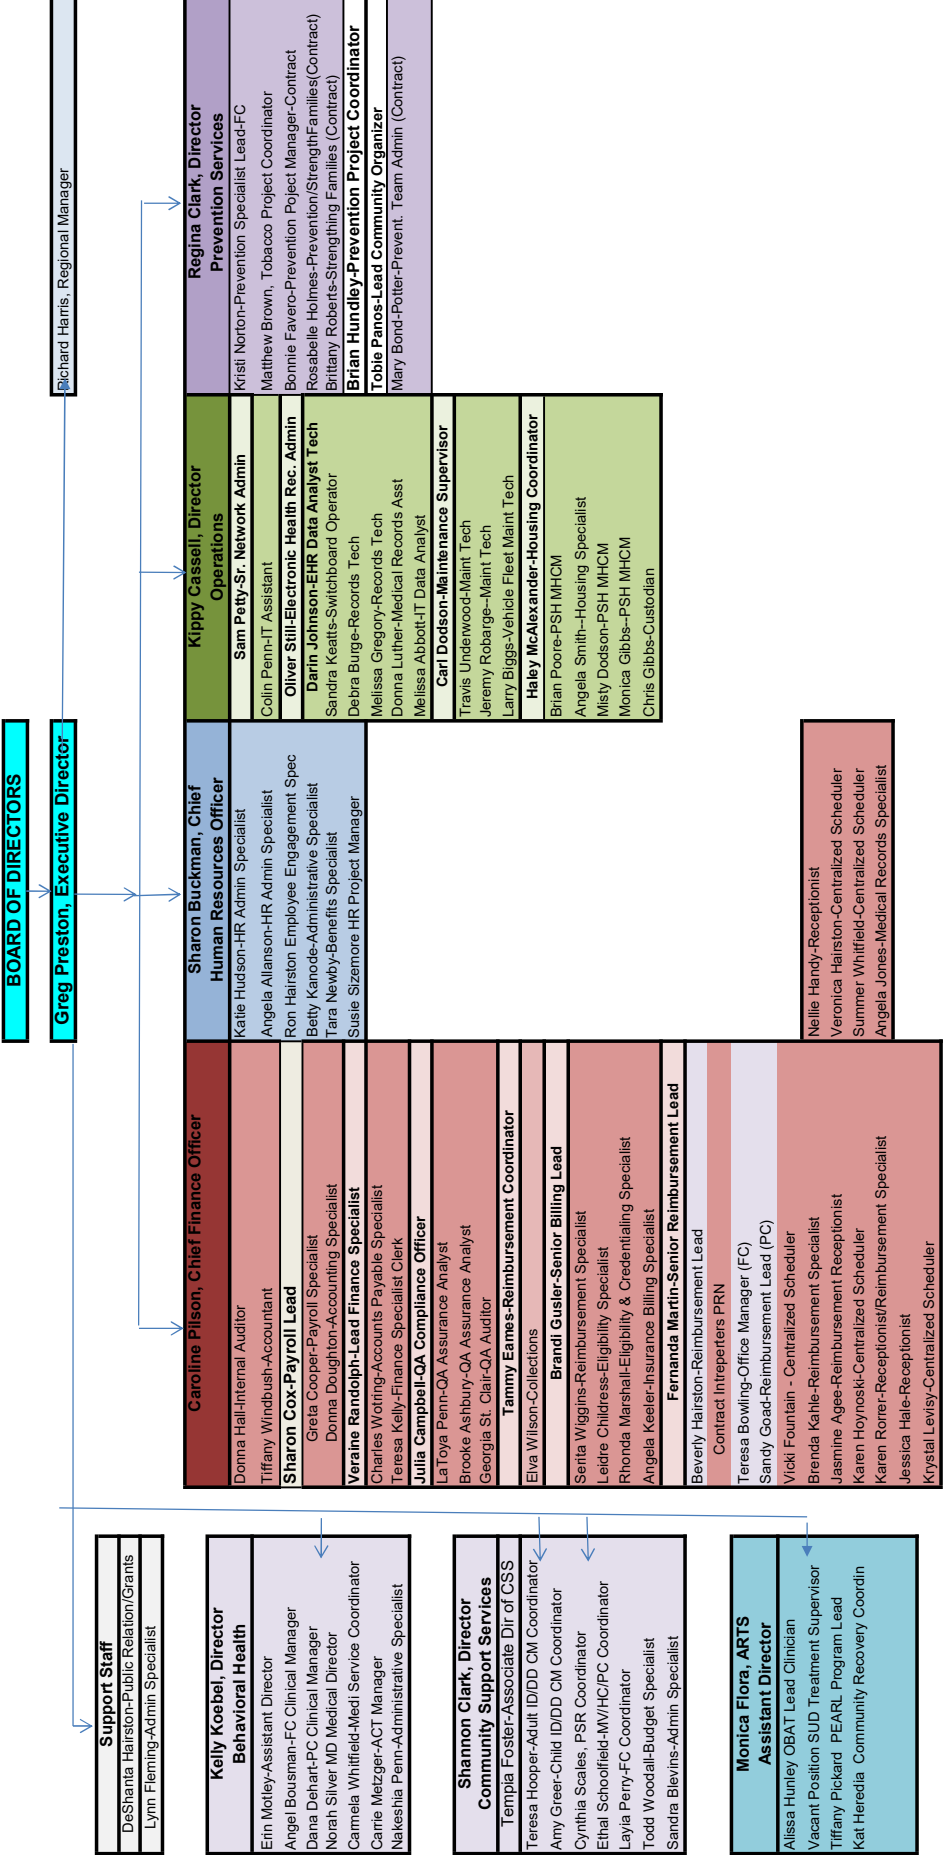 BOARD OF DIRECTORS
Greg Preston, Executive Director
Richard Harris, Regional Manager
Support Staff
DeShanta Hairston-Public Relation/Grants
Lynn Fleming-Admin Specialist
Kelly Koebel, Director
Behavioral Health
Erin Motley-Assistant Director
Angel Bousman-FC Clinical Manager
Dana Dehart-PC Clinical Manager
Norah Silver MD Medical Director
Carmela Whitfield-Medi Service Coordinator
Carrie Metzger-ACT Manager
Nakeshia Penn-Administrative Specialist
Shannon Clark, Director
Community Support Services
Tempia Foster-Associate Dir of CSS
Teresa Hooper-Adult ID/DD CM Coordinator
Amy Greer-Child ID/DD CM Coordinator
Cynthia Scales, PSR Coordinator
Ethal Schoolfield-MV/HC/PC Coordinator
Layia Perry-FC Coordinator
Todd Woodall-Budget Specialist
Sandra Blevins-Admin Specialist
Monica Flora, ARTS
Assistant Director
Alissa Hunley OBAT Lead Clinician
Vacant Position SUD Treatment Supervisor
Tiffany Pickard PEARL Program Lead
Kat Heredia Community Recovery Coordin
Caroline Pilson, Chief Finance Officer
Donna Hall-Internal Auditor
Tiffany Windbush-Accountant
Sharon Cox-Payroll Lead
Greta Cooper-Payroll Specialist
Donna Doughton-Accounting Specialist
Veraine Randolph-Lead Finance Specialist
Charles Wotring-Accounts Payable Specialist
Teresa Kelly-Finance Specialist Clerk
Julia Campbell-QA Compliance Officer
LaToya Penn-QA Assurance Analyst
Brooke Ashbury-QA Assurance Analyst
Georgia St. Clair-QA Auditor
Tammy Eames-Reimbursement Coordinator
Elva Wilson-Collections
Brandi Gusler-Senior Billing Lead
Serita Wiggins-Reimbursement Specialist
Leidre Childress-Eligibility Specialist
Rhonda Marshall-Eligibility & Credentialing Specialist
Angela Keeler-Insurance Billing Specialist
Fernanda Martin-Senior Reimbursement Lead
Beverly Hairston-Reimbursement Lead
Contract Intreperters PRN
Teresa Bowling-Office Manager (FC)
Sandy Goad-Reimbursement Lead (PC)
Vicki Fountain - Centralized Scheduler
Brenda Kahle-Reimbursement Specialist
Jasmine Agee-Reimbursement Receptionist
Karen Hoynoski-Centralized Scheduler
Karen Rorrer-Receptionist/Reimbursement Specialist
Jessica Hale-Receptionist
Krystal Levisy-Centralized Scheduler
Nellie Handy-Receptionist
Veronica Hairston-Centralized Scheduler
Summer Whitfield-Centralized Scheduler
Angela Jones-Medical Records Specialist
Sharon Buckman, Chief
Human Resources Officer
Katie Hudson-HR Admin Specialist
Angela Allanson-HR Admin Specialist
Ron Hairston Employee Engagement Spec
Betty Kanode-Administrative Specialist
Tara Newby-Benefits Specialist
Susie Sizemore HR Project Manager
Kippy Cassell, Director
Operations
Sam Petty-Sr. Network Admin
Colin Penn-IT Assistant
Oliver Still-Electronic Health Rec. Admin
Darin Johnson-EHR Data Analyst Tech
Sandra Keatts-Switchboard Operator
Debra Burge-Records Tech
Melissa Gregory-Records Tech
Donna Luther-Medical Records Asst
Melissa Abbott-IT Data Analyst
Carl Dodson-Maintenance Supervisor
Travis Underwood-Maint Tech
Jeremy Robarge--Maint Tech
Larry Biggs-Vehicle Fleet Maint Tech
Haley McAlexander-Housing Coordinator
Brian Poore-PSH MHCM
Angela Smith--Housing Specialist
Misty Dodson-PSH MHCM
Monica Gibbs--PSH MHCM
Chris Gibbs-Custodian
Regina Clark, Director
Prevention Services
Kristi Norton-Prevention Specialist Lead-FC
Matthew Brown, Tobacco Project Coordinator
Bonnie Favero-Prevention Poject Manager-Contract
Rosabelle Holmes-Prevention/StrengthFamilies(Contract)
Brittany Roberts-Strengthing Families (Contract)
Brian Hundley-Prevention Project Coordinator
Tobie Panos-Lead Community Organizer
Mary Bond-Potter-Prevent. Team Admin (Contract)